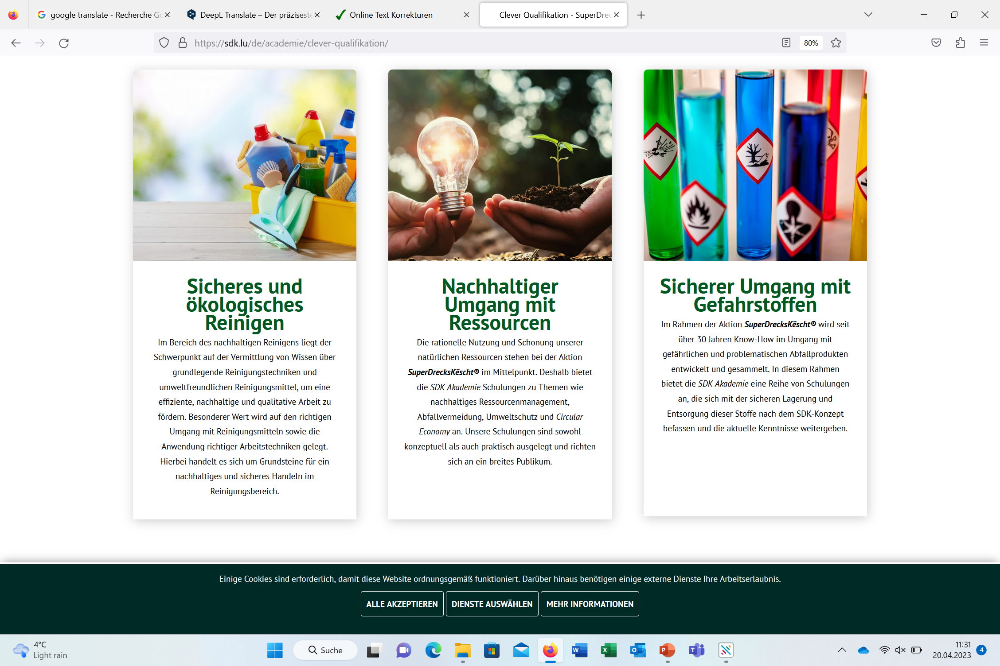 google translate - Recherche Go
DeepL Translate – Der präziseste
Online Text Korrekturen
Clever Qualifikation - SuperDrec
https://sdk.lu/de/academie/clever-qualifikation/
80%
Sicheres und
ökologisches
Reinigen
Im Bereich des nachhaltigen Reinigens liegt der
Schwerpunkt auf der Vermittlung von Wissen über
grundlegende Reinigungstechniken und
umweltfreundlichen Reinigungsmittel, um eine
effiziente, nachhaltige und qualitative Arbeit zu
fördern. Besonderer Wert wird auf den richtigen
Umgang mit Reinigungsmitteln sowie die
Anwendung richtiger Arbeitstechniken gelegt.
Hierbei handelt es sich um Grundsteine für ein
nachhaltiges und sicheres Handeln im
Reinigungsbereich.
Nachhaltiger
Umgang mit
Ressourcen
Die rationelle Nutzung und Schonung unserer
natürlichen Ressourcen stehen bei der Aktion
SuperDrecksKëscht® im Mittelpunkt. Deshalb bietet
die SDK Akademie Schulungen zu Themen wie
nachhaltiges Ressourcenmanagement,
Abfallvermeidung, Umweltschutz und Circular
Economy an. Unsere Schulungen sind sowohl
konzeptuell als auch praktisch ausgelegt und richten
sich an ein breites Publikum.
Sicherer Umgang mit
Gefahrstoffen
Im Rahmen der Aktion SuperDrecksKëscht® wird seit
über 30 Jahren Know-How im Umgang mit
gefährlichen und problematischen Abfallprodukten
entwickelt und gesammelt. In diesem Rahmen
bietet die SDK Akademie eine Reihe von Schulungen
an, die sich mit der sicheren Lagerung und
Entsorgung dieser Stoffe nach dem SDK-Konzept
befassen und die aktuelle Kenntnisse weitergeben.
Einige Cookies sind erforderlich, damit diese Website ordnungsgemäß funktioniert. Darüber hinaus benötigen einige externe Dienste Ihre Arbeitserlaubnis.
ALLE AKZEPTIEREN DIENSTE AUSWÄHLEN MEHR INFORMATIONEN
4°C
Light rain
Suche
11:31
20.04.2023
4